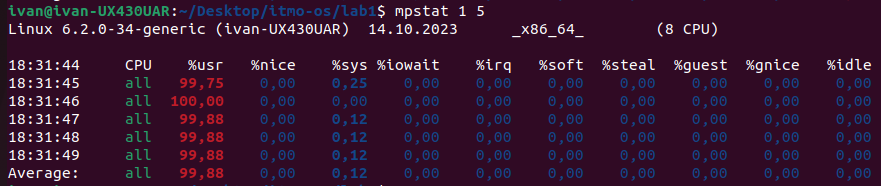 ivan@ivan-UX430UAR:~/Desktop/itmo-os/lab1$ mpstat 1 5
Linux 6.2.0-34-generic (ivan-UX430UAR) 14.10.2023 _x86_64_ (8 CPU)
18:31:44 CPU %usr %nice %sys %iowait %irq %soft %steal %guest %gnice %idle
18:31:45 all 99,75 0,00 0,25 0,00 0,00 0,00 0,00 0,00 0,00 0,00
18:31:46 all 100,00 0,00 0,00 0,00 0,00 0,00 0,00 0,00 0,00 0,00
18:31:47 all 99,88 0,00 0,12 0,00 0,00 0,00 0,00 0,00 0,00 0,00
18:31:48 all 99,88 0,00 0,12 0,00 0,00 0,00 0,00 0,00 0,00 0,00
18:31:49 all 99,88 0,00 0,12 0,00 0,00 0,00 0,00 0,00 0,00 0,00
Average: all 99,88 0,00 0,12 0,00 0,00 0,00 0,00 0,00 0,00 0,00